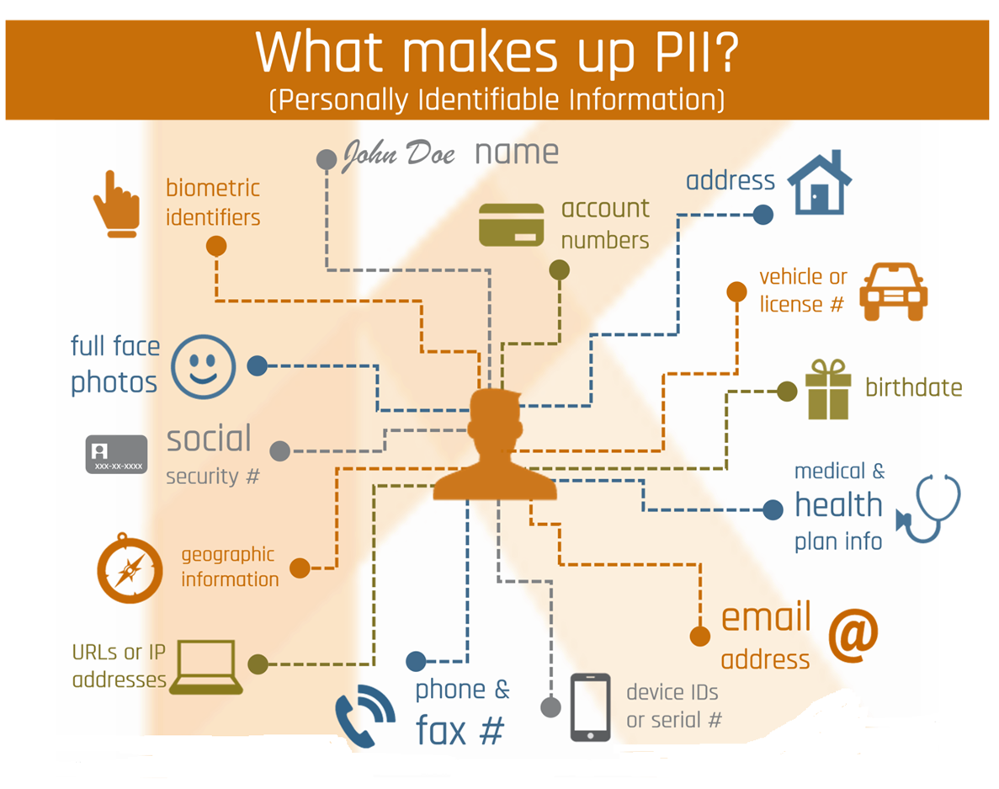 What makes up PII?
(Personally Identifiable Information)
John Doe name
biometric
identifiers
account
numbers
address
vehicle or
license #
full face
photos
birthdate
social
security #
XXX-XX-XXXX
medical &
health
plan info
geographic
information
email
address
@
URLs or IP
addresses
phone &
fax #
device IDs
or serial #